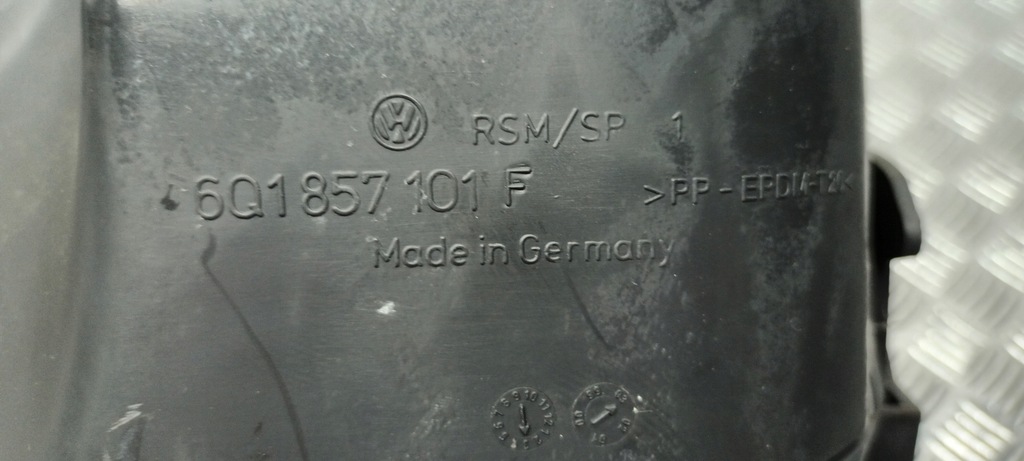 RSM/SP 1
6Q1 857 101 F
>PP-EPDM-T20<
Made in Germany